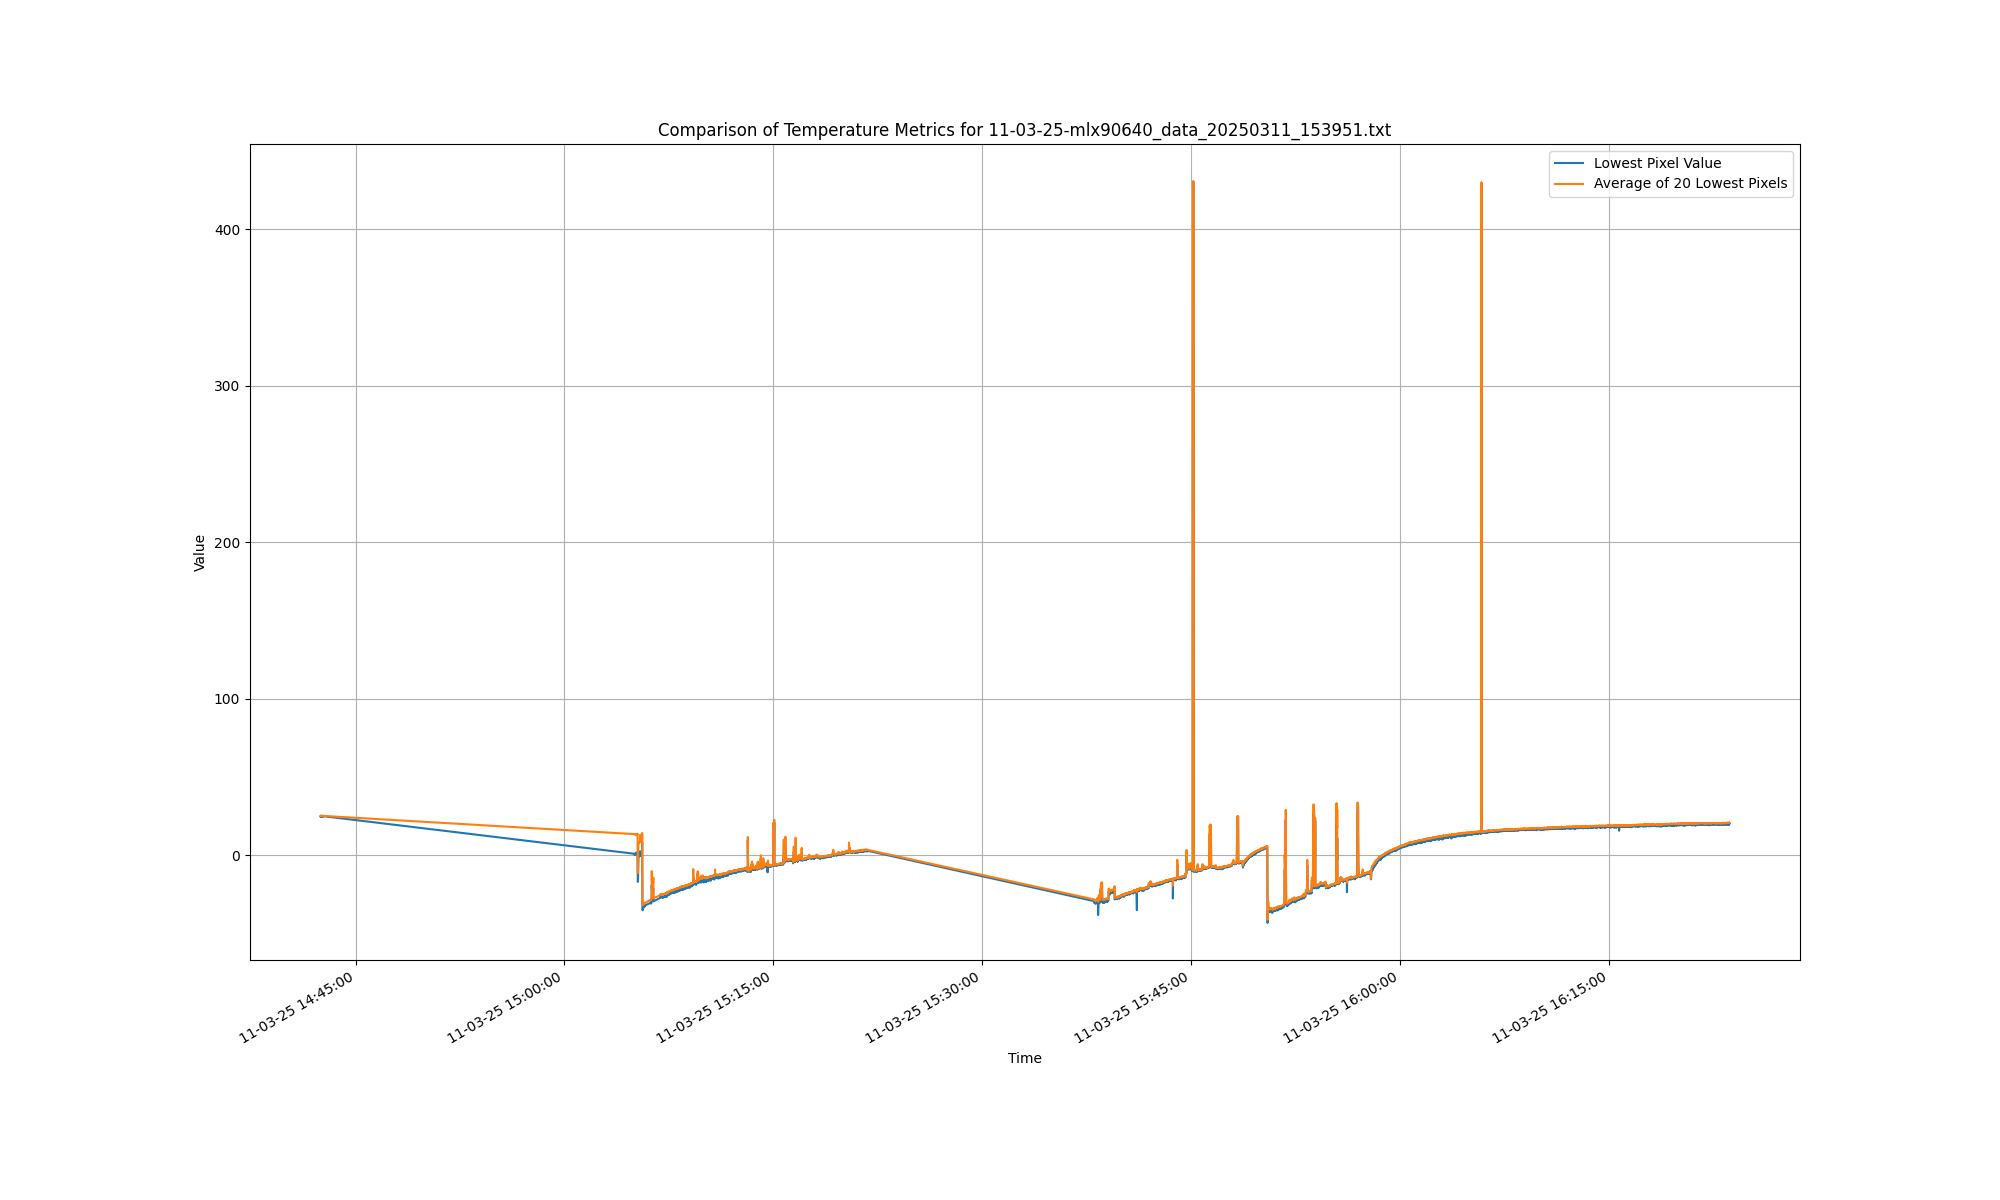 Comparison of Temperature Metrics for 11-03-25-mlx90640_data_20250311_153951.txt
Lowest Pixel Value
Average of 20 Lowest Pixels
400
300
200
100
0
Value
11-03-25 14:45:00
11-03-25 15:00:00
11-03-25 15:15:00
11-03-25 15:30:00
11-03-25 15:45:00
11-03-25 16:00:00
11-03-25 16:15:00
Time